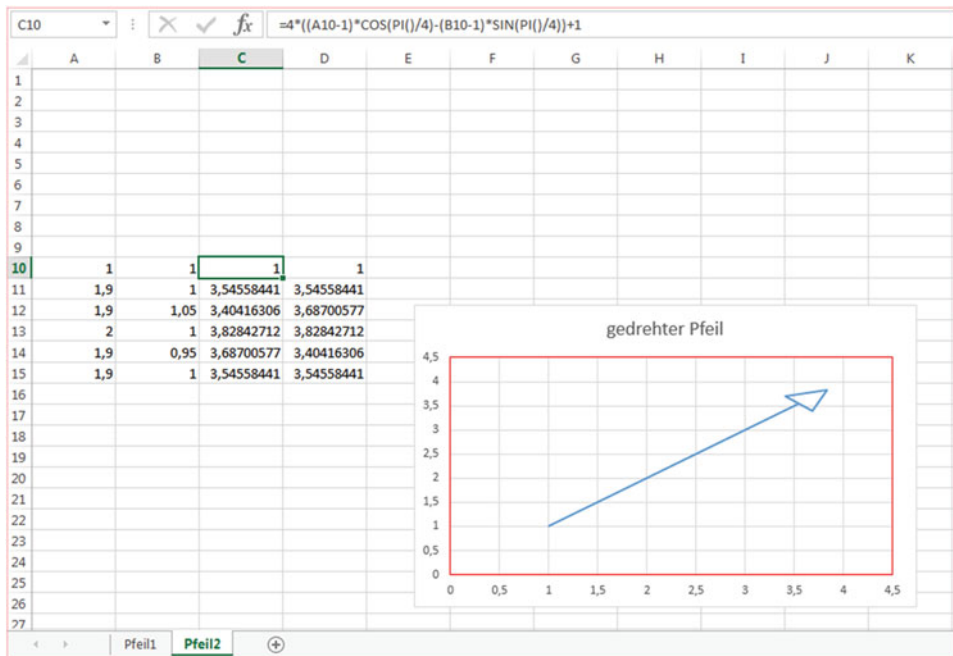 C10 fx =4*((A10-1)*COS(PI()/4)-(B10-1)*SIN(PI()/4))+1
A B C D E F G H I J K
1
2
3
4
5
6
7
8
9
10 1 1 1 1
11 1,9 1 3,54558441 3,54558441
12 1,9 1,05 3,40416306 3,68700577
13 2 1 3,82842712 3,82842712
14 1,9 0,95 3,68700577 3,40416306
15 1,9 1 3,54558441 3,54558441
16
17
18
19
20
21
22
23
24
25
26
27
gedrehter Pfeil
4,5
4
3,5
3
2,5
2
1,5
1
0,5
0
0 0,5 1 1,5 2 2,5 3 3,5 4 4,5
Pfeil1 Pfeil2